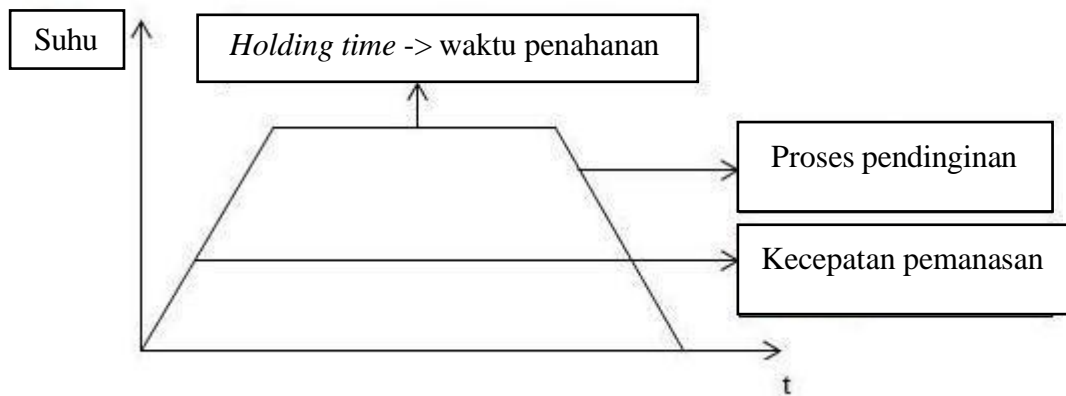 Suhu
Holding time -> waktu penahanan
Proses pendinginan
Kecepatan pemanasan
t